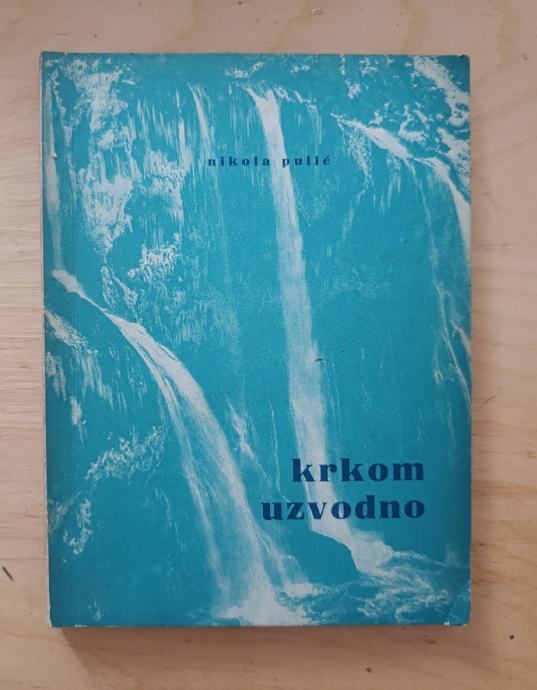 nikola pulić
krkom
uzvodno